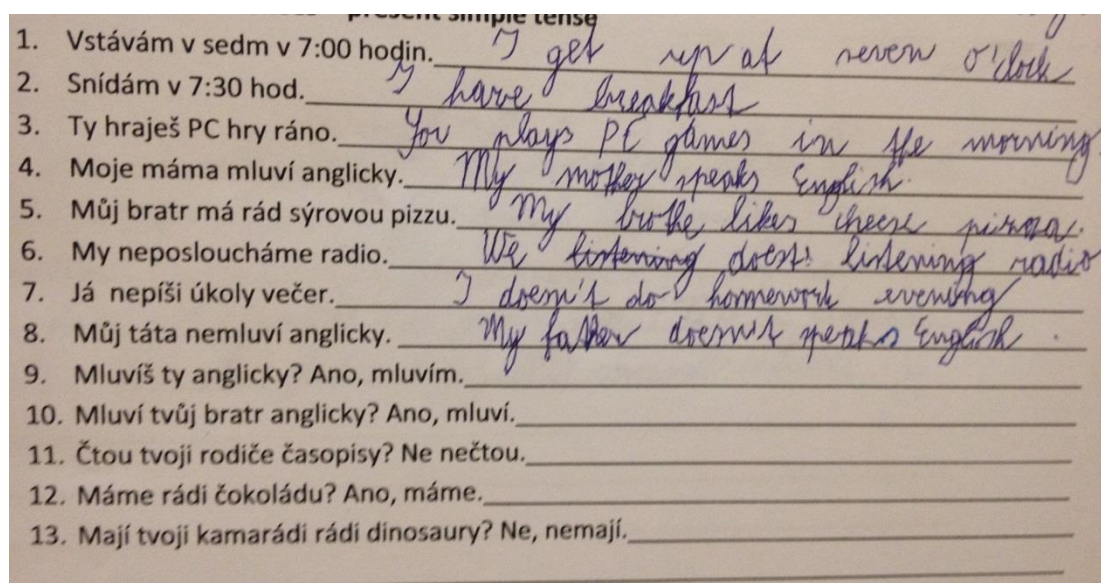 present simple tense
1. Vstávám v sedm v 7:00 hodin. I get up at seven o'clock
2. Snídám v 7:30 hod. I have breakfast
3. Ty hraješ PC hry ráno. You plays PC games in the morning.
4. Moje máma mluví anglicky. My mother speaks English.
5. Můj bratr má rád sýrovou pizzu. My brothe likes cheese pizza.
6. My neposloucháme radio. We listening doesn't listening radio
7. Já nepíši úkoly večer. I doesn't do homework evening
8. Můj táta nemluví anglicky. My father doesn't speaks English.
9. Mluvíš ty anglicky? Ano, mluvím.
10. Mluví tvůj bratr anglicky? Ano, mluví.
11. Čtou tvoji rodiče časopisy? Ne nečtou.
12. Máme rádi čokoládu? Ano, máme.
13. Mají tvoji kamarádi rádi dinosaury? Ne, nemají.